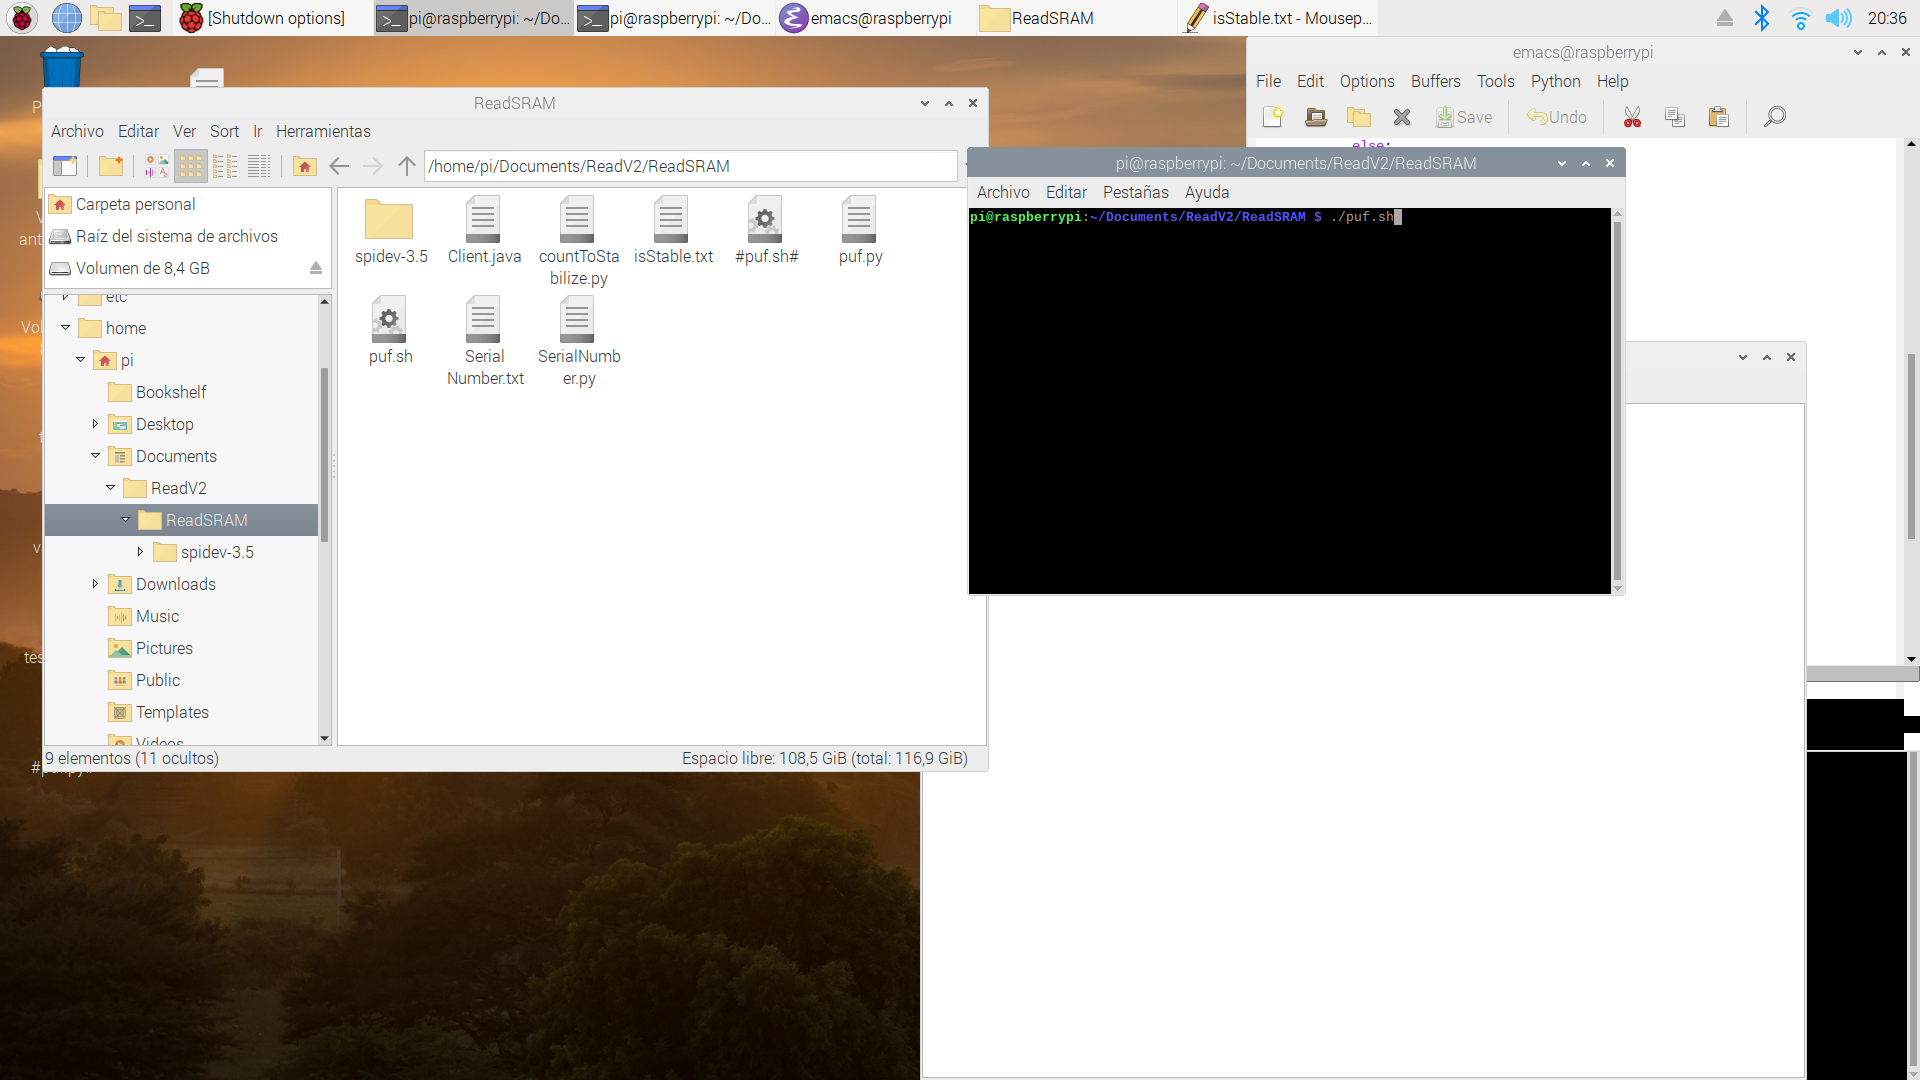 [Shutdown options]
pi@raspberrypi: ~/Do...
pi@raspberrypi: ~/Do...
emacs@raspberrypi
ReadSRAM
isStable.txt - Mousep...
20:36
emacs@raspberrypi
File Edit Options Buffers Tools Python Help
Save
Undo
else:
ReadSRAM
Archivo Editar Ver Sort Ir Herramientas
/home/pi/Documents/ReadV2/ReadSRAM
Carpeta personal
Raíz del sistema de archivos
Volumen de 8,4 GB
etc
home
pi
Bookshelf
Desktop
Documents
ReadV2
ReadSRAM
spidev-3.5
Downloads
Music
Pictures
Public
Templates
Videos
spidev-3.5
Client.java
countToSta
bilize.py
isStable.txt
#puf.sh#
puf.py
puf.sh
Serial
Number.txt
SerialNumb
er.py
9 elementos (11 ocultos)
Espacio libre: 108,5 GiB (total: 116,9 GiB)
pi@raspberrypi: ~/Documents/ReadV2/ReadSRAM
Archivo Editar Pestañas Ayuda
pi@raspberrypi:~/Documents/ReadV2/ReadSRAM $ ./puf.sh